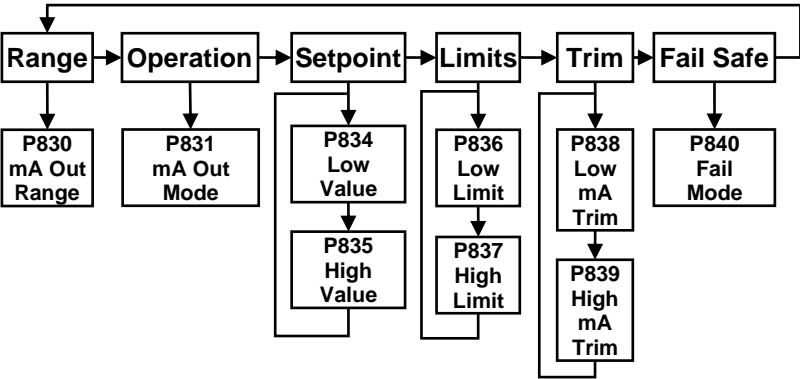 Range
Operation
Setpoint
Limits
Trim
Fail Safe
P830
mA Out
Range
P831
mA Out
Mode
P834
Low
Value
P835
High
Value
P836
Low
Limit
P837
High
Limit
P838
Low
mA
Trim
P839
High
mA
Trim
P840
Fail
Mode